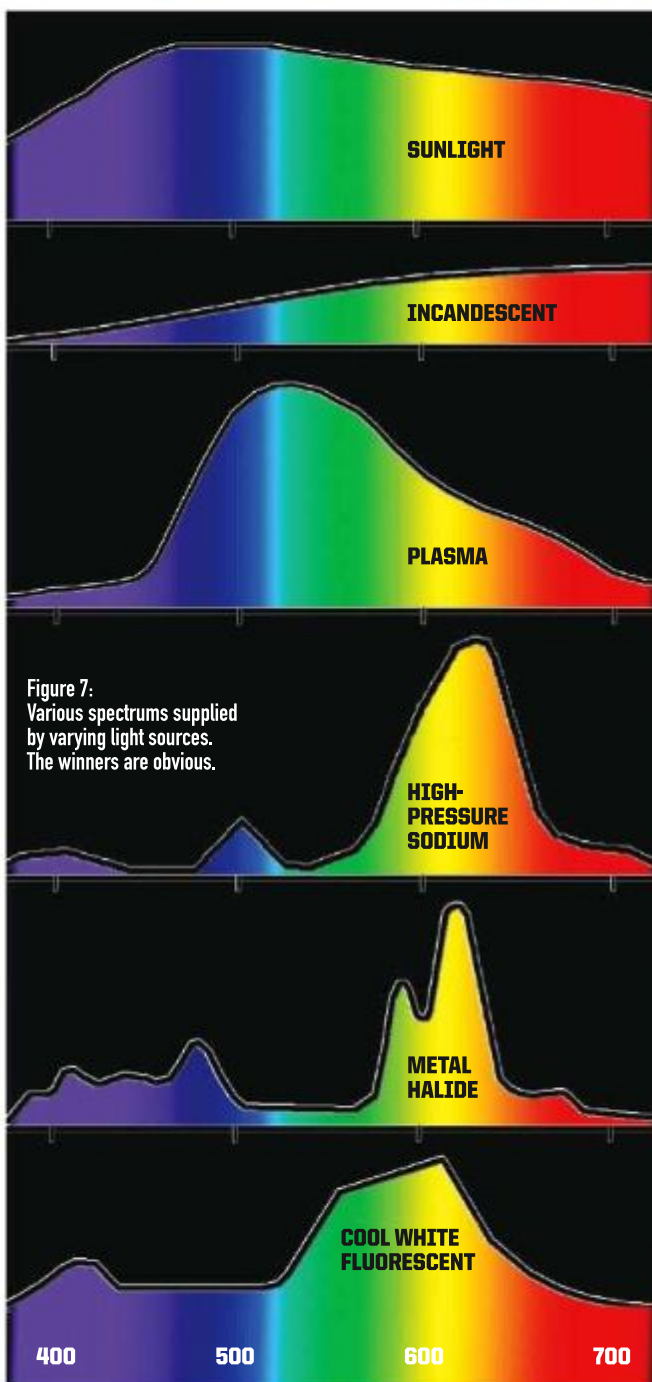 SUNLIGHT
INCANDESCENT
PLASMA
Figure 7:
Various spectrums supplied
by varying light sources.
The winners are obvious.
HIGH-
PRESSURE
SODIUM
METAL
HALIDE
COOL WHITE
FLUORESCENT
400 500 600 700